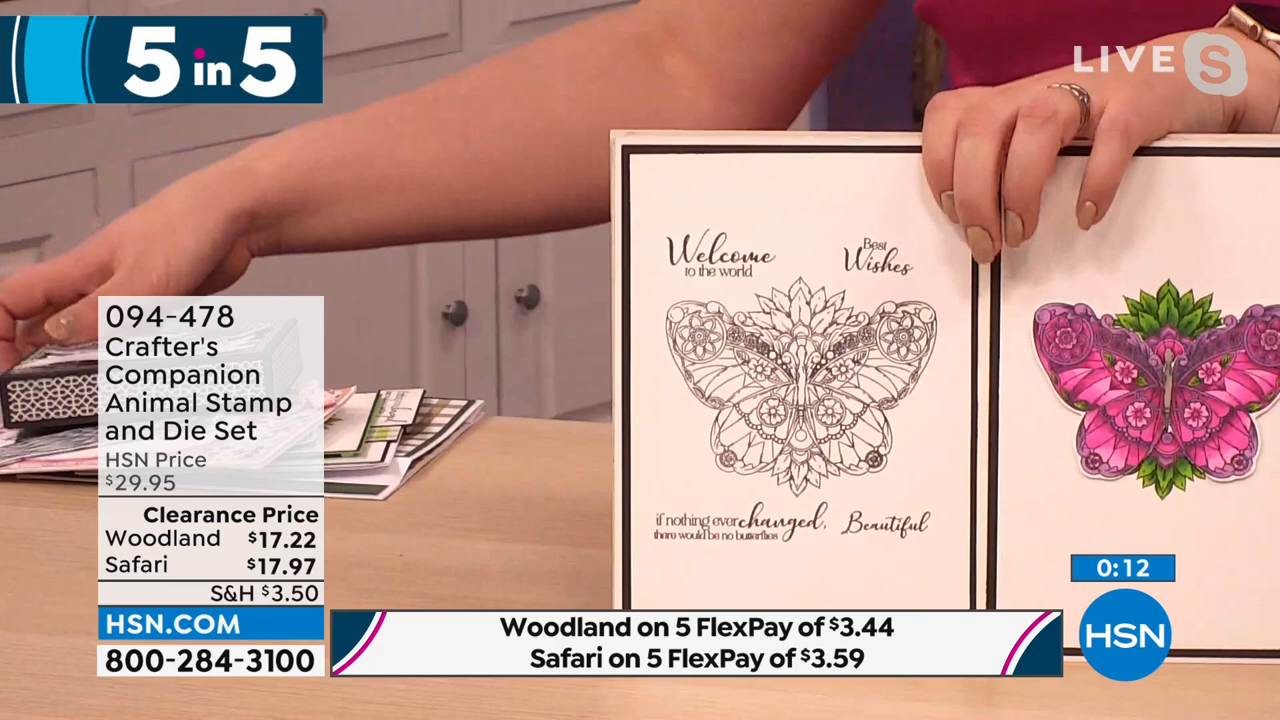 5 in 5
LIVE S
Welcome
to the world
Best
Wishes
if nothing ever changed,
there would be no butterflies
Beautiful
094-478
Crafter's
Companion
Animal Stamp
and Die Set
HSN Price
$29.95
Clearance Price
Woodland $17.22
Safari $17.97
S&H $3.50
HSN.COM
800-284-3100
0:12
Woodland on 5 FlexPay of $3.44
Safari on 5 FlexPay of $3.59
HSN